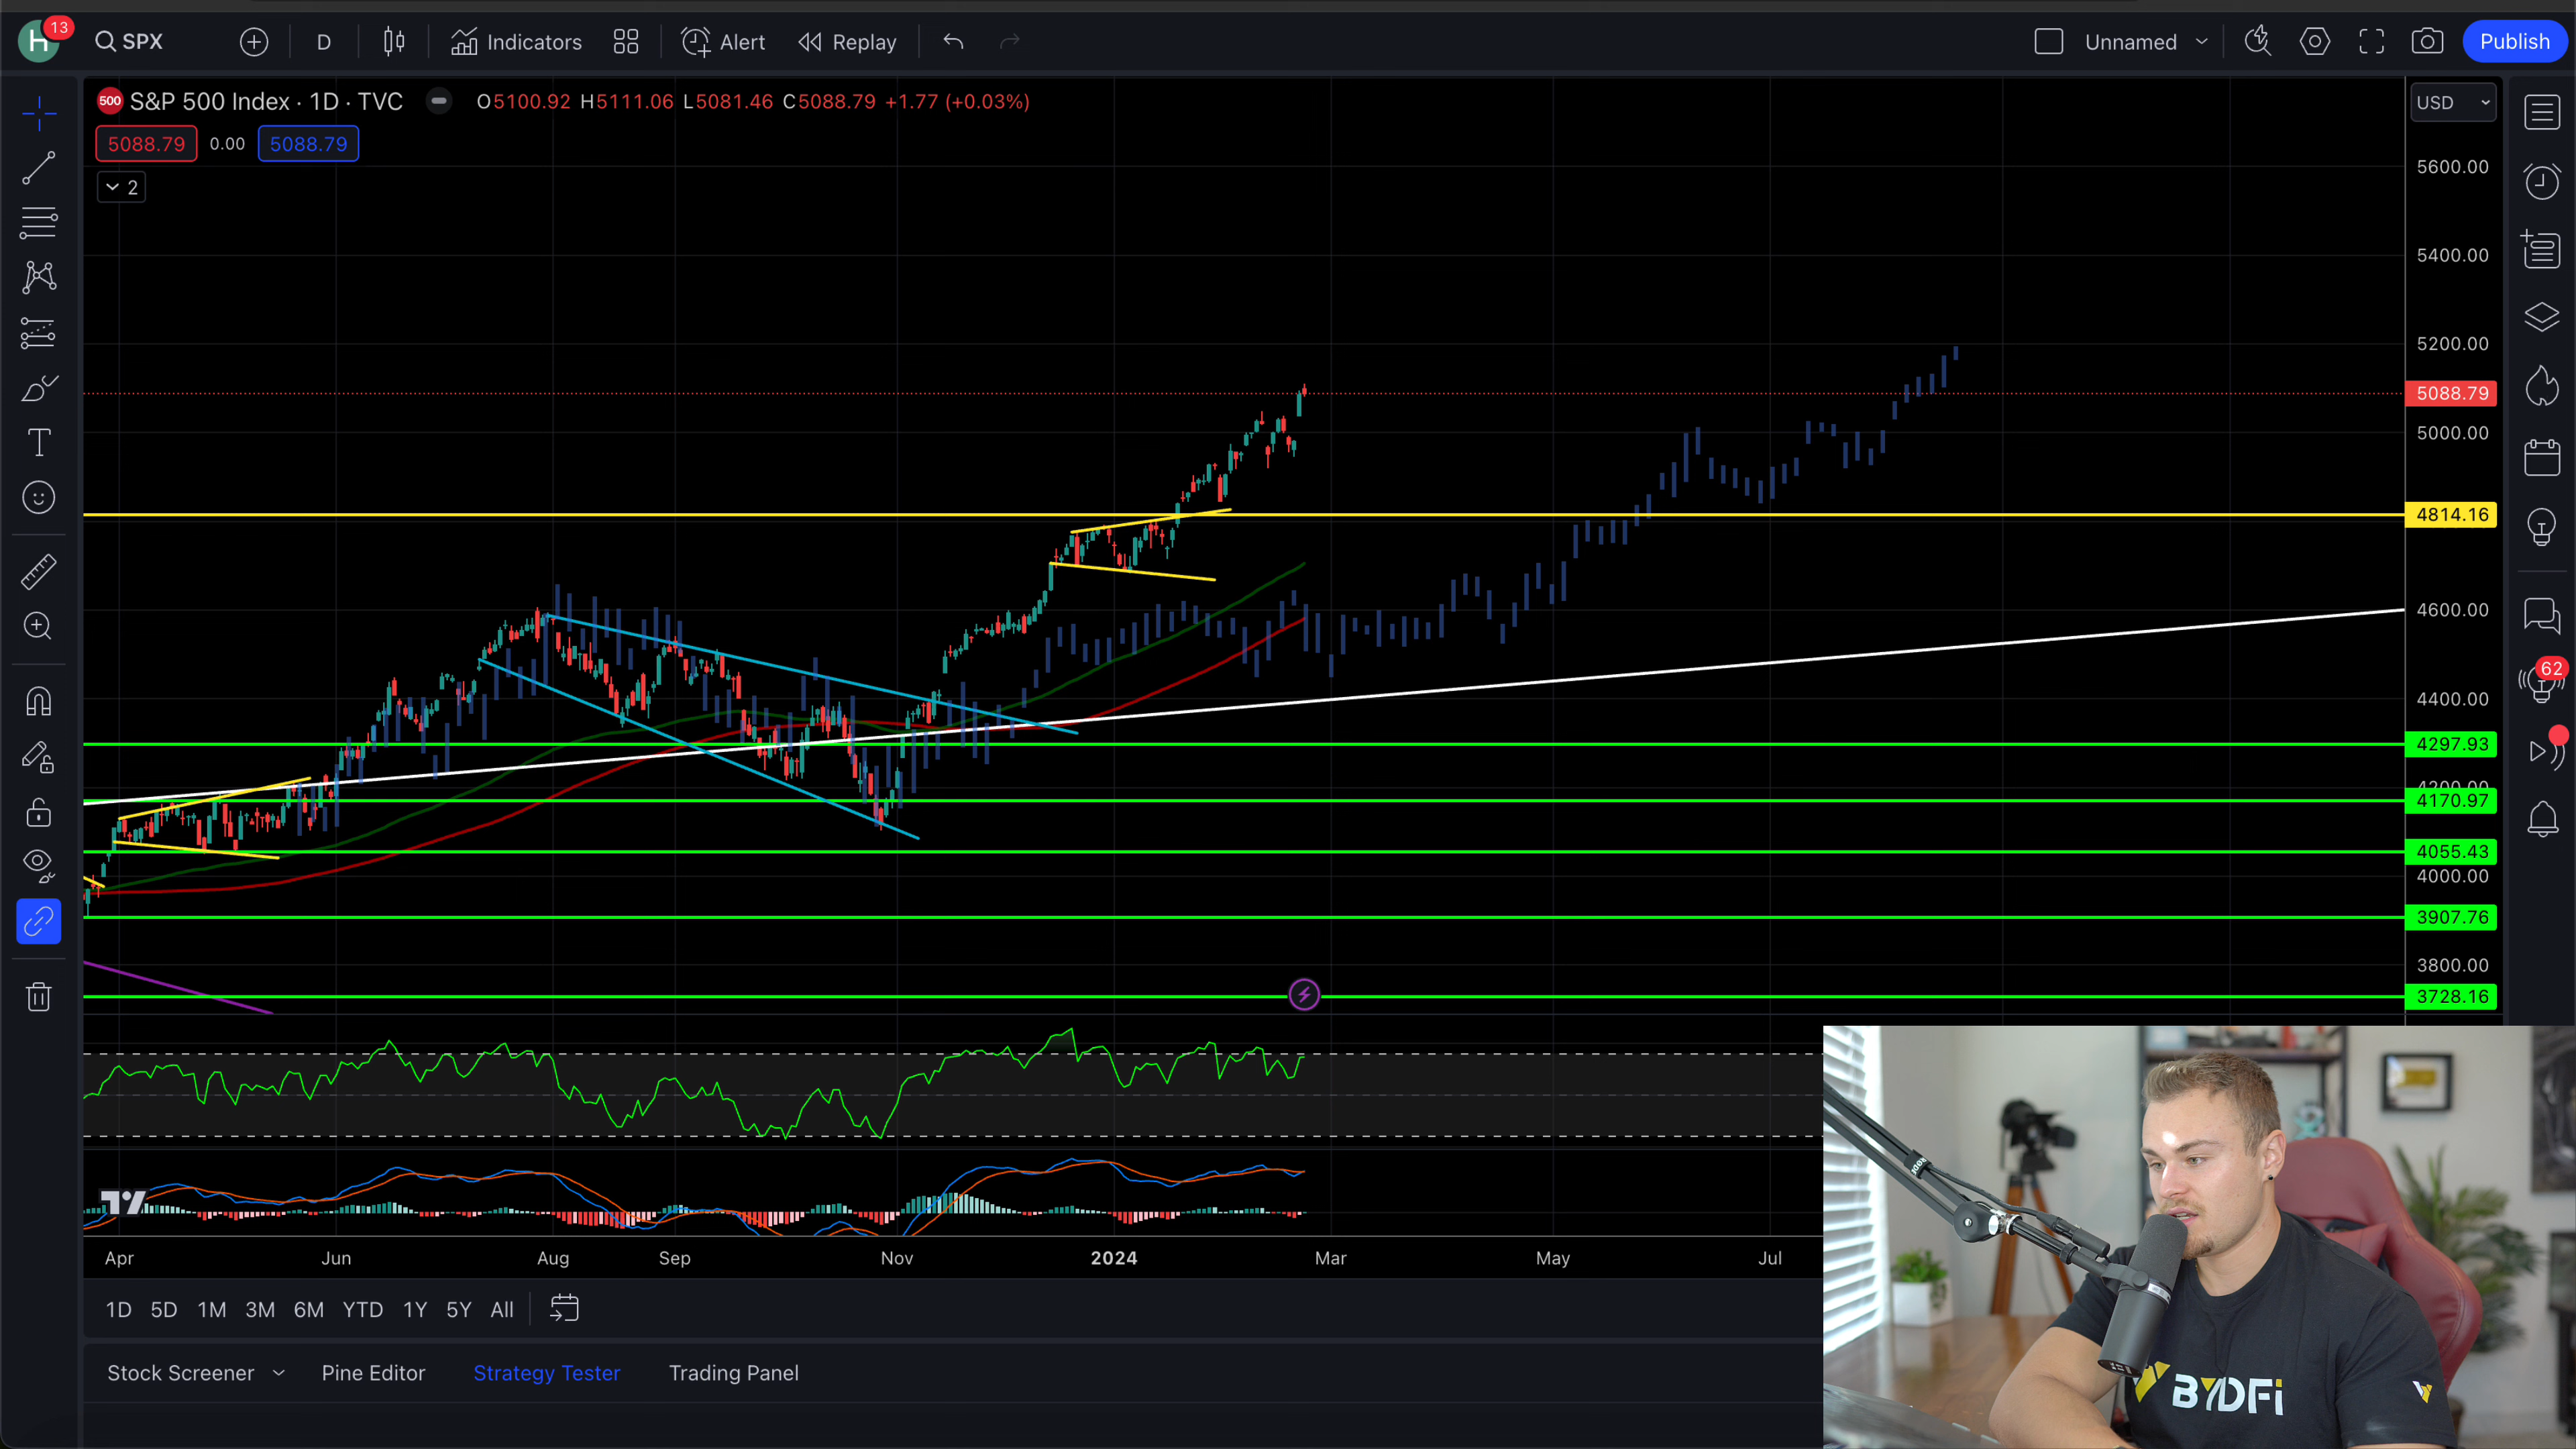 H 13 SPX D Indicators Alert Replay Unnamed Publish
500 S&P 500 Index · 1D · TVC O5100.92 H5111.06 L5081.46 C5088.79 +1.77 (+0.03%) USD
5088.79 0.00 5088.79
2
5600.00
5400.00
5200.00
5088.79
5000.00
4814.16
4600.00
62
4400.00
4297.93
4200.00
4170.97
4055.43
4000.00
3907.76
3800.00
3728.16
Apr Jun Aug Sep Nov 2024 Mar May Jul
1D 5D 1M 3M 6M YTD 1Y 5Y All
Stock Screener Pine Editor Strategy Tester Trading Panel
RODE
BYDFi